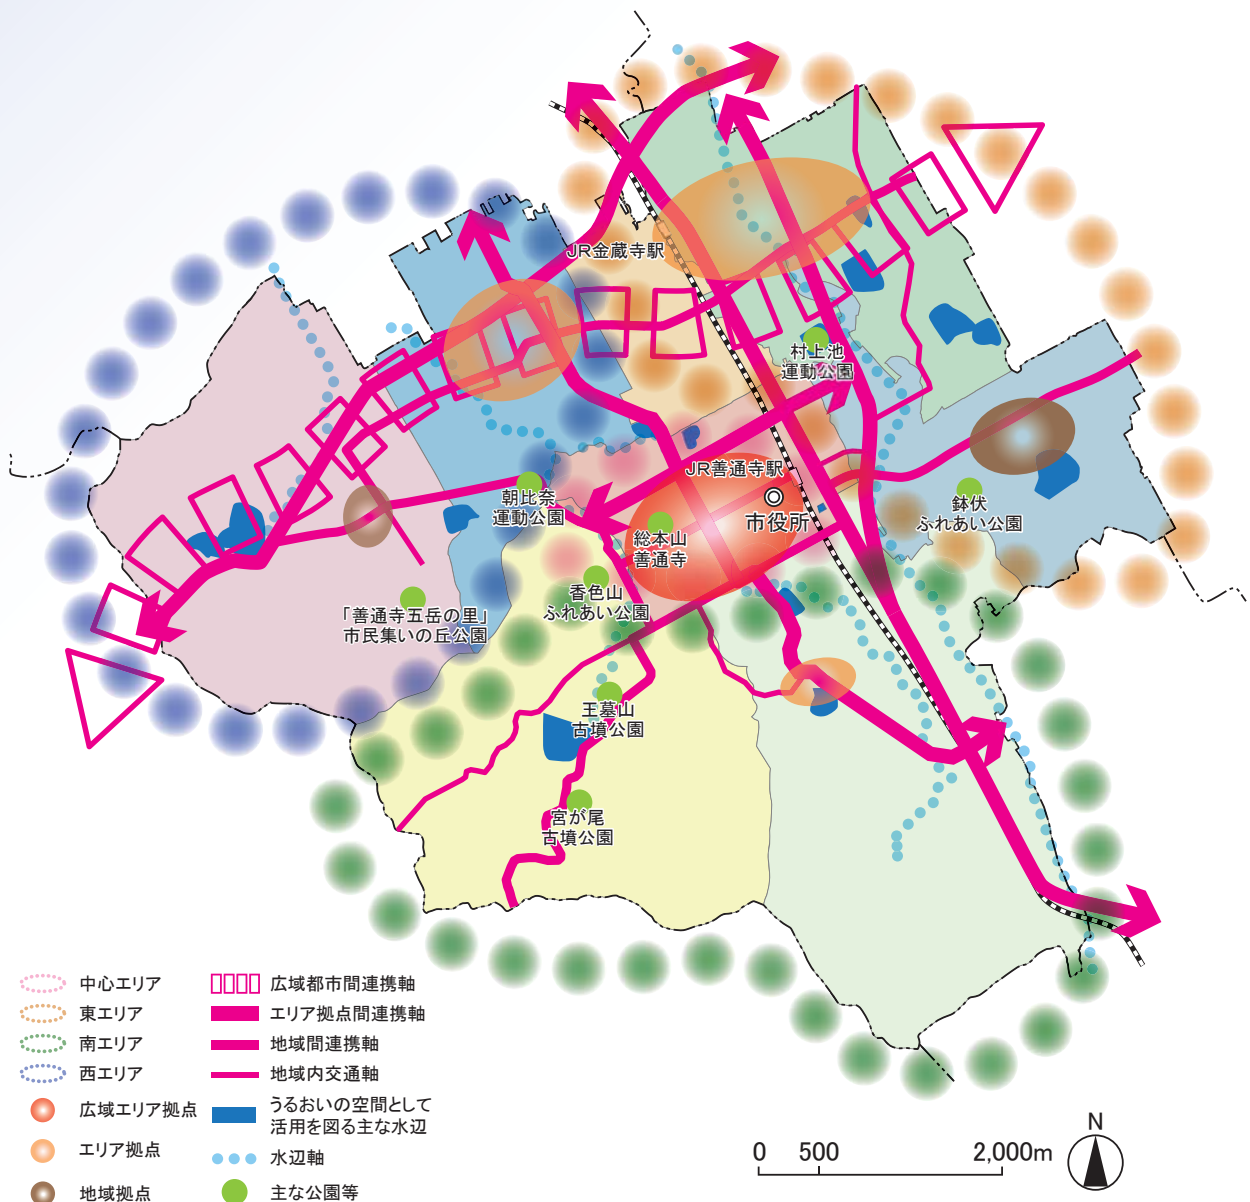 JR金蔵寺駅
村上池
運動公園
JR善通寺駅
市役所
朝比奈
運動公園
総本山
善通寺
鉢伏
ふれあい公園
香色山
ふれあい公園
「善通寺五岳の里」
市民集いの丘公園
王墓山
古墳公園
宮が尾
古墳公園
中心エリア
東エリア
南エリア
西エリア
広域エリア拠点
エリア拠点
地域拠点
広域都市間連携軸
エリア拠点間連携軸
地域間連携軸
地域内交通軸
うるおいの空間として
活用を図る主な水辺
水辺軸
主な公園等
0 500 2,000m
N